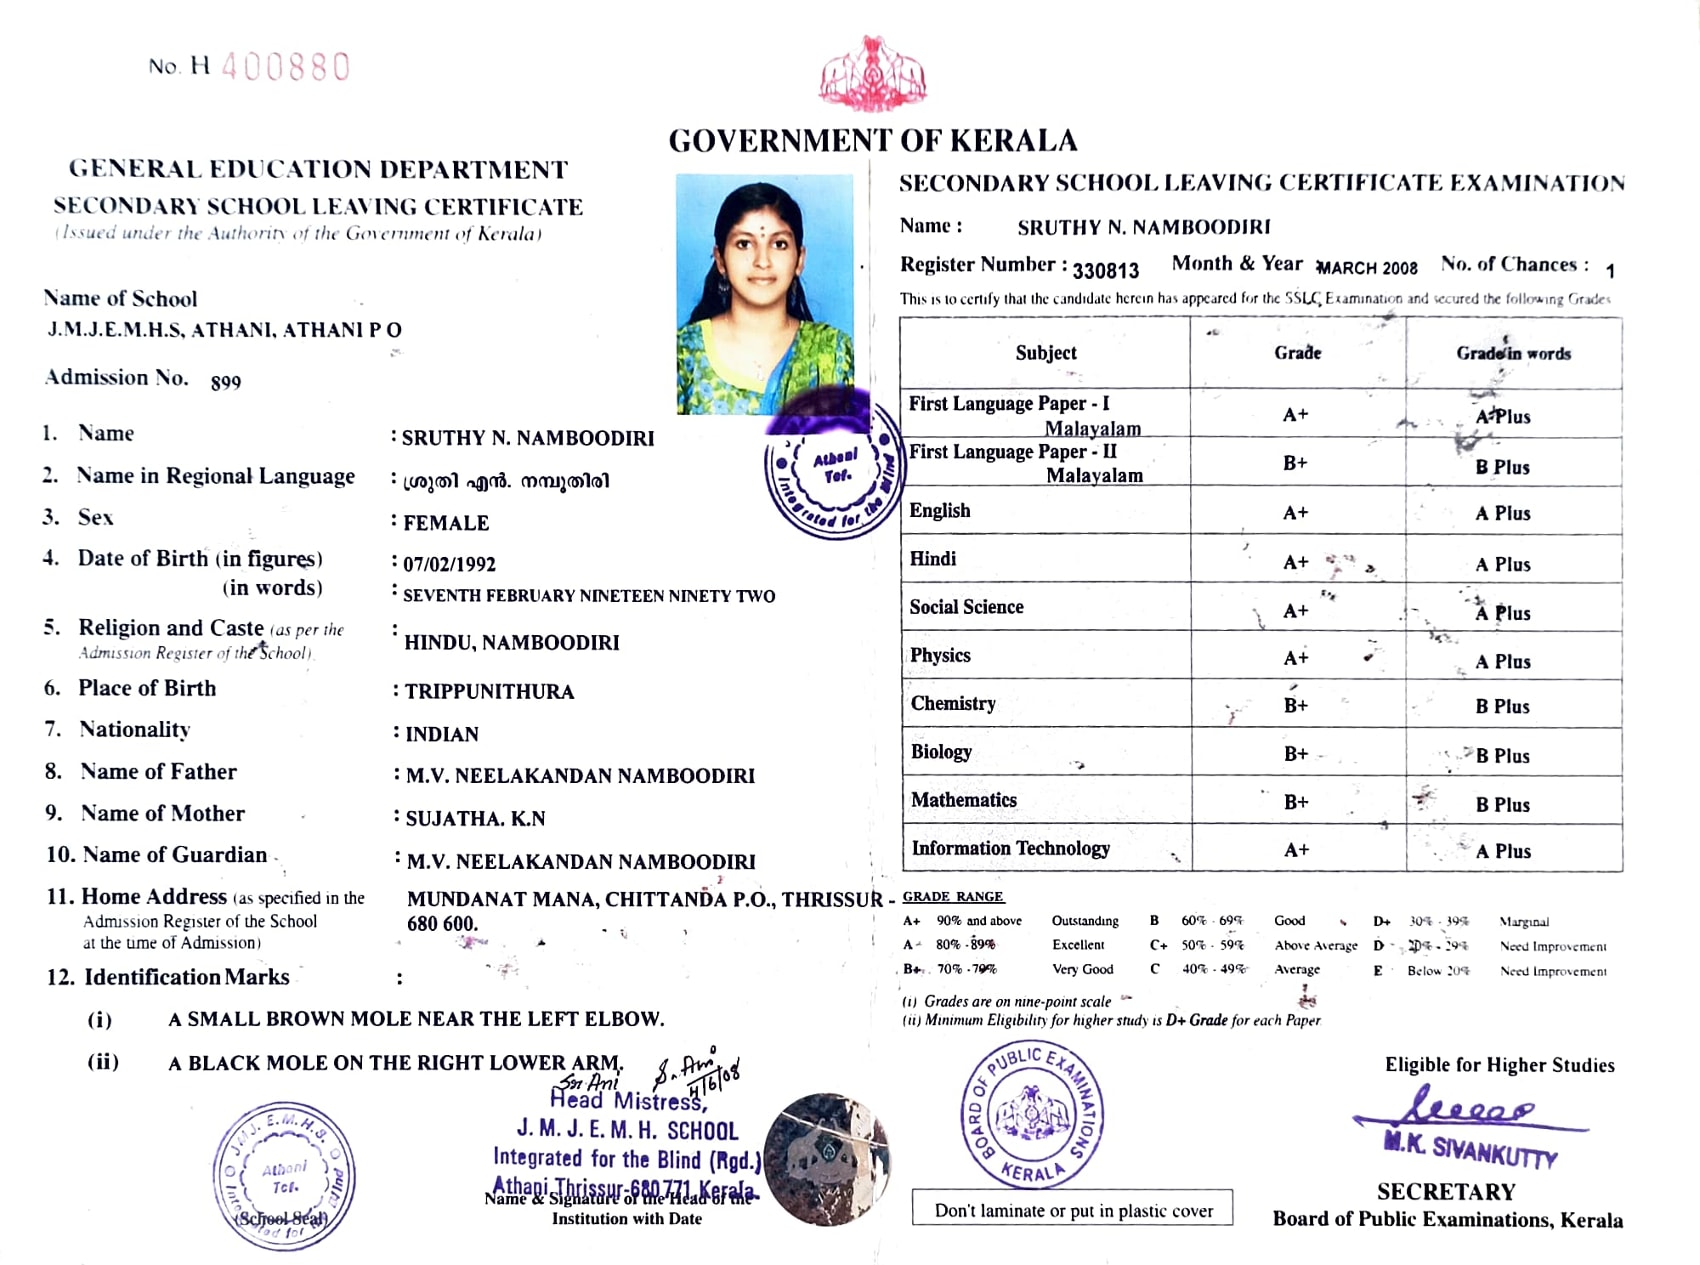 No. H 400880
GOVERNMENT OF KERALA
GENERAL EDUCATION DEPARTMENT
SECONDARY SCHOOL LEAVING CERTIFICATE
(Issued under the Authority of the Government of Kerala)
Name of School
J.M.J.E.M.H.S, ATHANI, ATHANI P O
Admission No. 899
1. Name : SRUTHY N. NAMBOODIRI
2. Name in Regional Language : ശ്രുതി എൻ. നമ്പൂതിരി
3. Sex : FEMALE
4. Date of Birth (in figures) : 07/02/1992
(in words) : SEVENTH FEBRUARY NINETEEN NINETY TWO
5. Religion and Caste (as per the : HINDU, NAMBOODIRI
Admission Register of the School)
6. Place of Birth : TRIPPUNITHURA
7. Nationality : INDIAN
8. Name of Father : M.V. NEELAKANDAN NAMBOODIRI
9. Name of Mother : SUJATHA. K.N
10. Name of Guardian : M.V. NEELAKANDAN NAMBOODIRI
11. Home Address (as specified in the MUNDANAT MANA, CHITTANDA P.O., THRISSUR -
Admission Register of the School 680 600.
at the time of Admission)
12. Identification Marks :
(i) A SMALL BROWN MOLE NEAR THE LEFT ELBOW.
(ii) A BLACK MOLE ON THE RIGHT LOWER ARM.
4/6/08
Head Mistress,
J. M. J. E. M. H. SCHOOL
Integrated for the Blind (Rgd.)
Athani, Thrissur-680 771, Kerala.
Name & Signature of the Head of the
Institution with Date
J.M.J. E.M.H.S.
Athani
Tcr.
(School Seal)
Athani
Tcr.
Integrated for the Blind
SECONDARY SCHOOL LEAVING CERTIFICATE EXAMINATION
Name : SRUTHY N. NAMBOODIRI
Register Number : 330813 Month & Year MARCH 2008 No. of Chances : 1
This is to certify that the candidate herein has appeared for the SSLC Examination and secured the following Grades
Subject Grade Grade in words
First Language Paper - I
Malayalam A+ A Plus
First Language Paper - II
Malayalam B+ B Plus
English A+ A Plus
Hindi A+ A Plus
Social Science A+ A Plus
Physics A+ A Plus
Chemistry B+ B Plus
Biology B+ B Plus
Mathematics B+ B Plus
Information Technology A+ A Plus
GRADE RANGE
A+ 90% and above Outstanding B 60% - 69% Good D+ 30% - 39% Marginal
A 80% - 89% Excellent C+ 50% - 59% Above Average D 20% - 29% Need Improvement
B+ 70% - 79% Very Good C 40% - 49% Average E Below 20% Need Improvement
(i) Grades are on nine-point scale
(ii) Minimum Eligibility for higher study is D+ Grade for each Paper
BOARD OF PUBLIC EXAMINATIONS
KERALA
Don't laminate or put in plastic cover
Eligible for Higher Studies
M.K. SIVANKUTTY
SECRETARY
Board of Public Examinations, Kerala